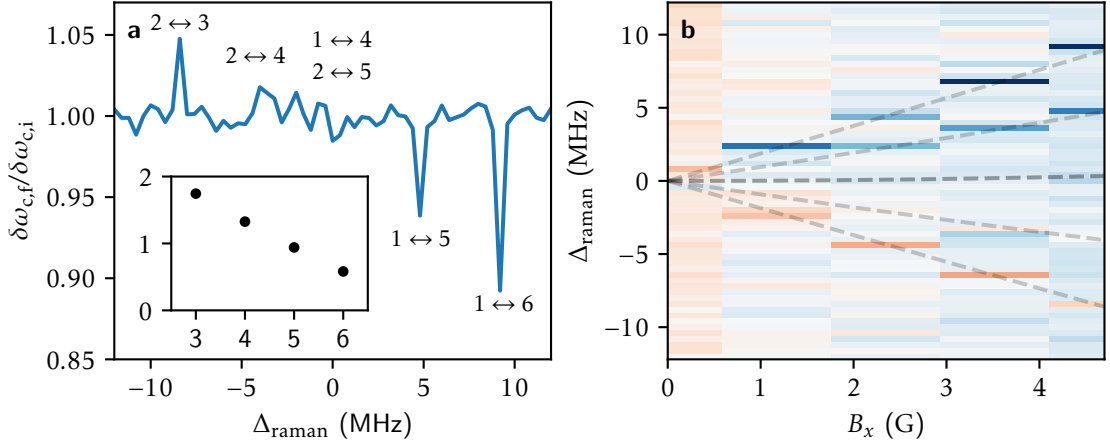 a
2 ↔ 3
2 ↔ 4
1 ↔ 4
2 ↔ 5
1 ↔ 5
1 ↔ 6
1.05
1.00
0.95
0.90
0.85
δω_c,f/δω_c,i
2
1
0
3 4 5 6
−10 −5 0 5 10
Δ_raman (MHz)
b
10
5
0
−5
−10
Δ_raman (MHz)
0 1 2 3 4
B_x (G)